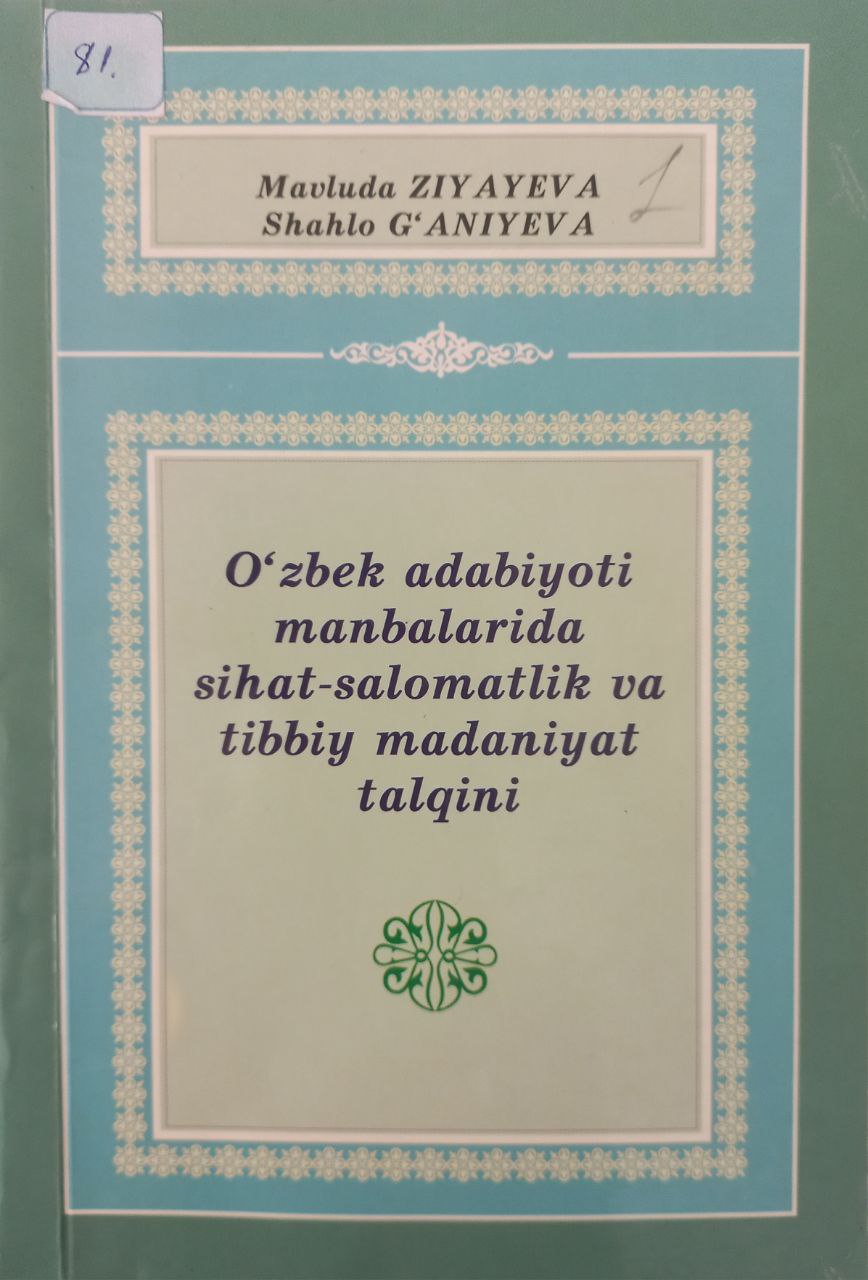 81.
Mavluda ZIYAYEVA
Shahlo G‘ANIYEVA
O‘zbek adabiyoti
manbalarida
sihat-salomatlik va
tibbiy madaniyat
talqini